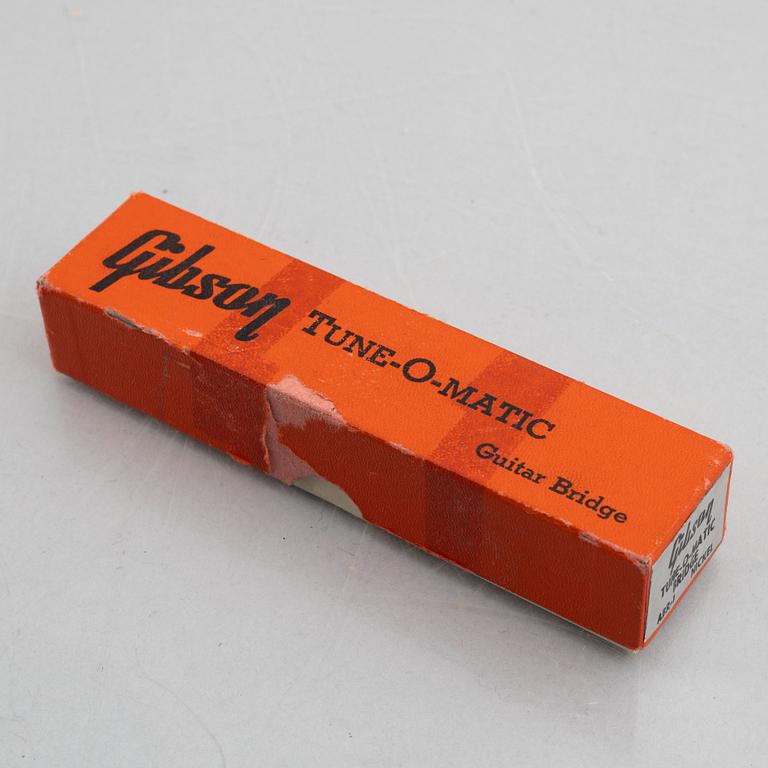 Gibson
TUNE-O-MATIC
Guitar Bridge
Gibson
TUNE-O-MATIC
BRIDGE
NICKEL